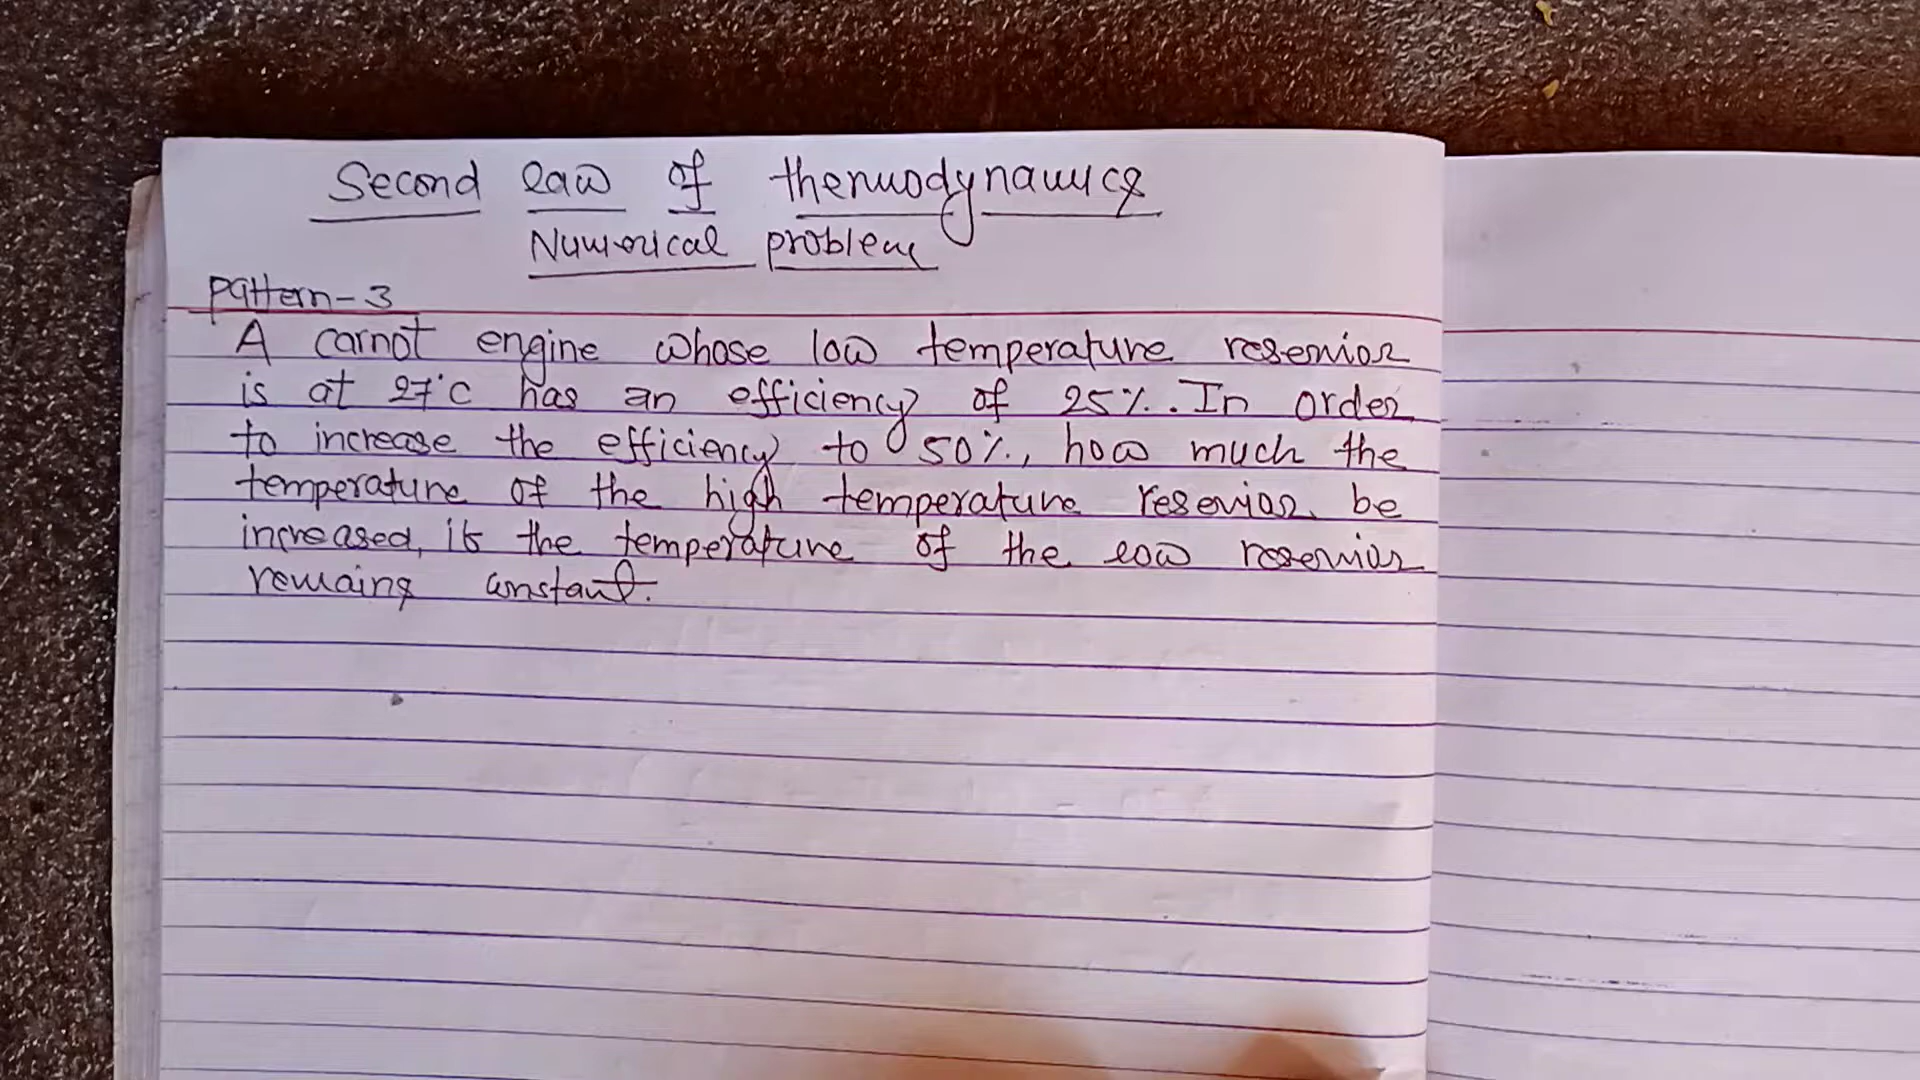 Second law of thermodynamics
Numerical problem
Pattern-3
A carnot engine whose low temperature reservior
is at 27°C has an efficiency of 25%. In order
to increase the efficiency to 50%, how much the
temperature of the high temperature reservior be
increased, if the temperature of the low reservior
remains constant.